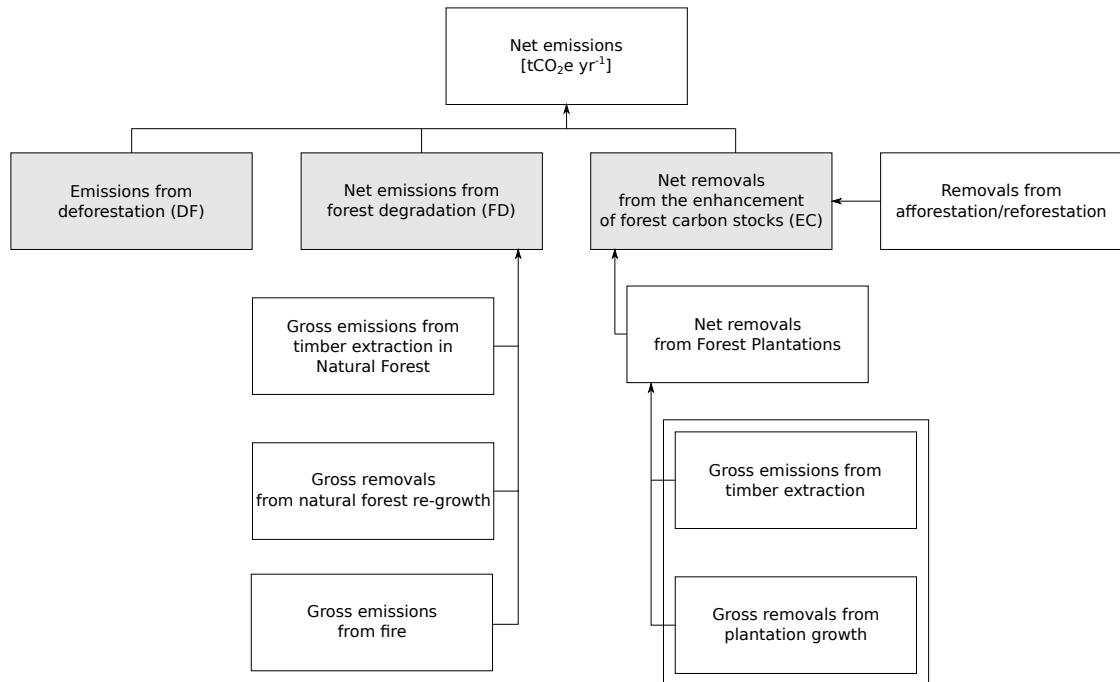 Net emissions
[tCO₂e yr⁻¹]
Emissions from
deforestation (DF)
Net emissions from
forest degradation (FD)
Net removals
from the enhancement
of forest carbon stocks (EC)
Removals from
afforestation/reforestation
Gross emissions from
timber extraction in
Natural Forest
Net removals
from Forest Plantations
Gross removals
from natural forest re-growth
Gross emissions from
timber extraction
Gross emissions
from fire
Gross removals from
plantation growth